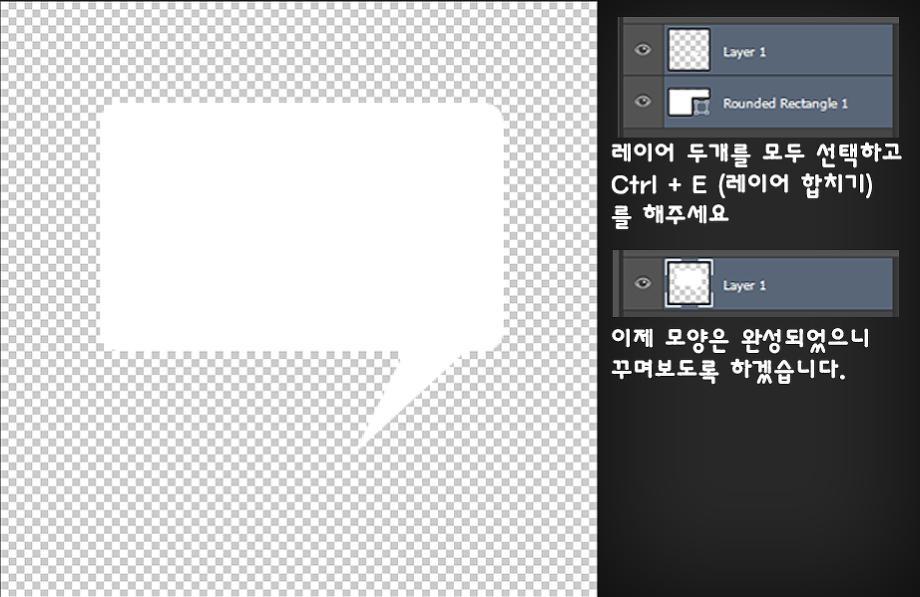 Layer 1
Rounded Rectangle 1
레이어 두개를 모두 선택하고
Ctrl + E (레이어 합치기)
를 해주세요
Layer 1
이제 모양은 완성되었으니
꾸며보도록 하겠습니다.